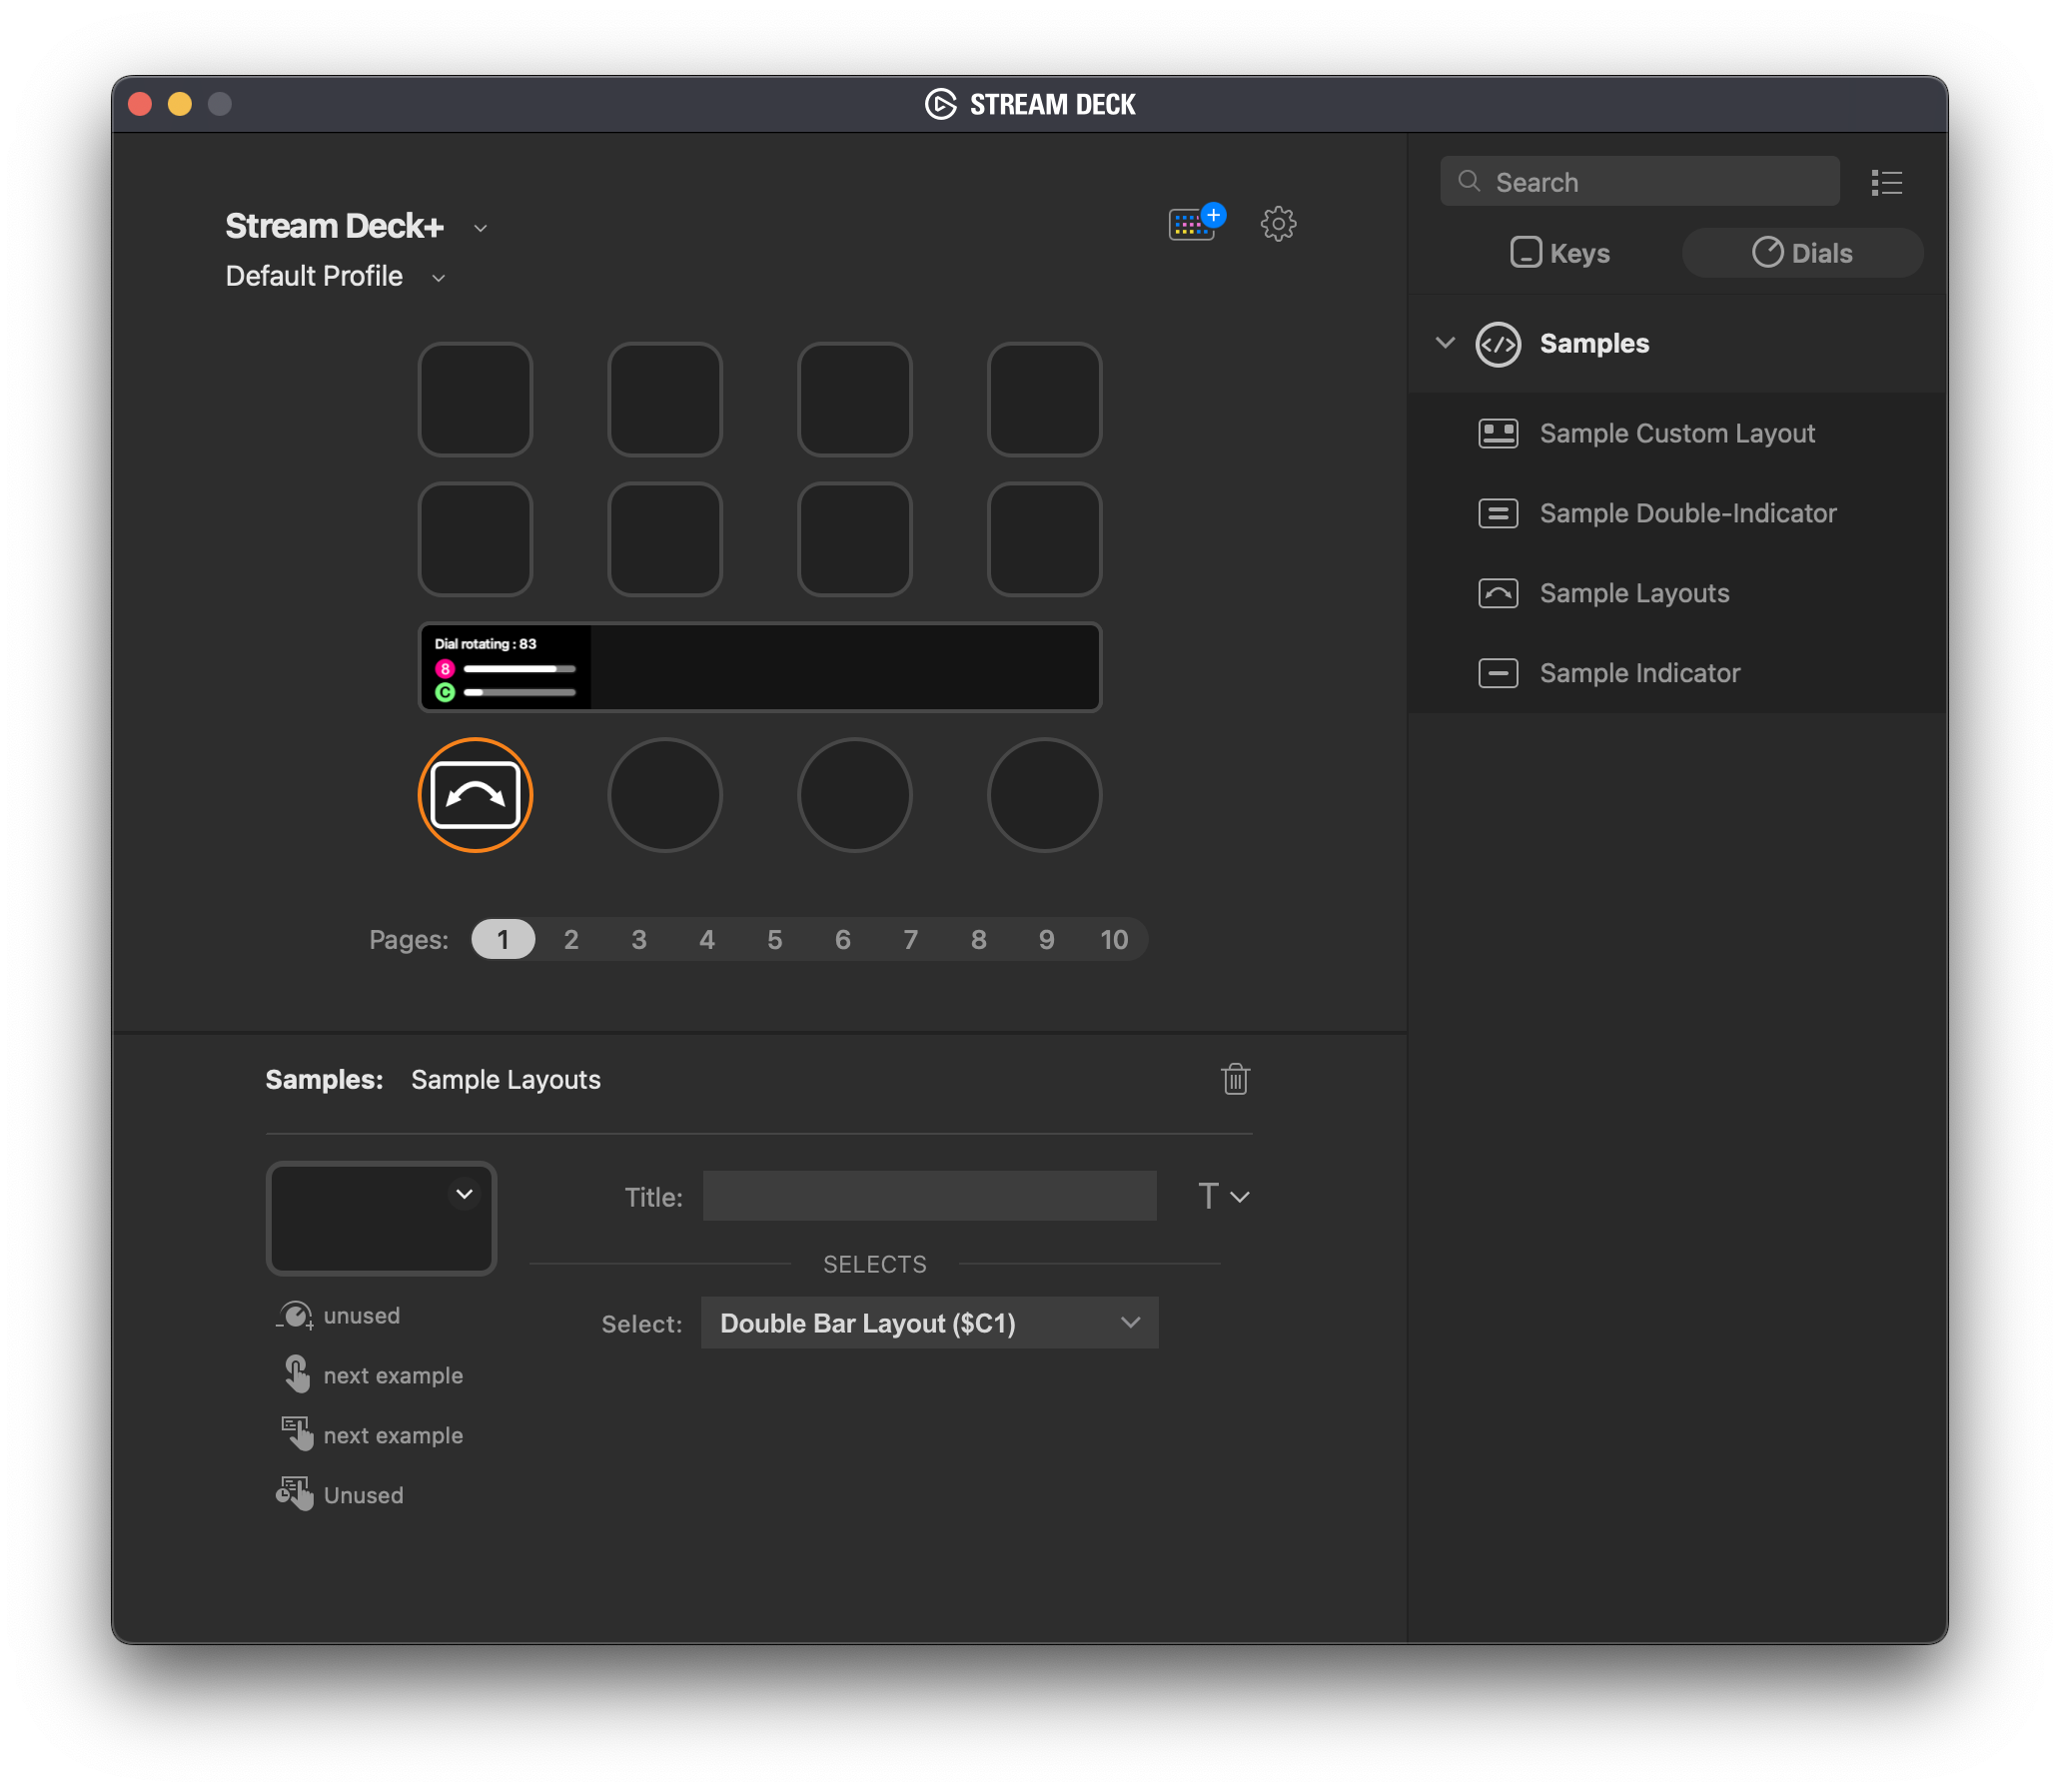 STREAM DECK
Stream Deck+
Default Profile
Search
Keys
Dials
Samples
Sample Custom Layout
Sample Double-Indicator
Sample Layouts
Sample Indicator
Dial rotating : 83
8
C
Pages: 1 2 3 4 5 6 7 8 9 10
Samples: Sample Layouts
Title:
T
SELECTS
Select: Double Bar Layout ($C1)
unused
next example
next example
Unused